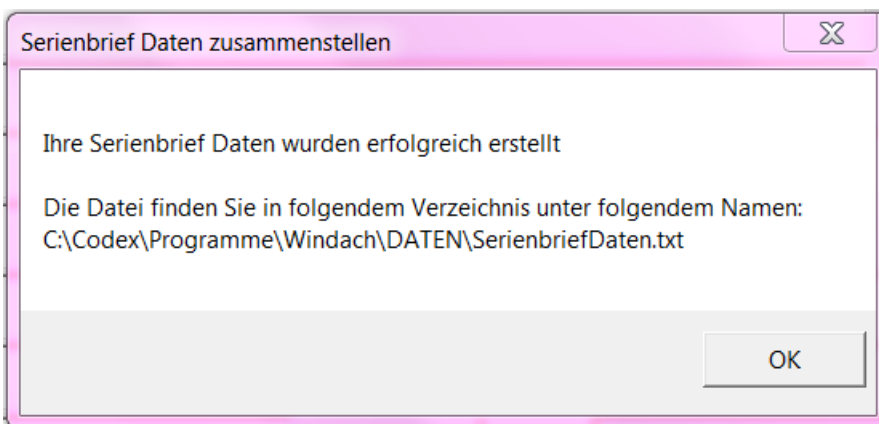 Serienbrief Daten zusammenstellen
Ihre Serienbrief Daten wurden erfolgreich erstellt
Die Datei finden Sie in folgendem Verzeichnis unter folgendem Namen:
C:\Codex\Programme\Windach\DATEN\SerienbriefDaten.txt
OK